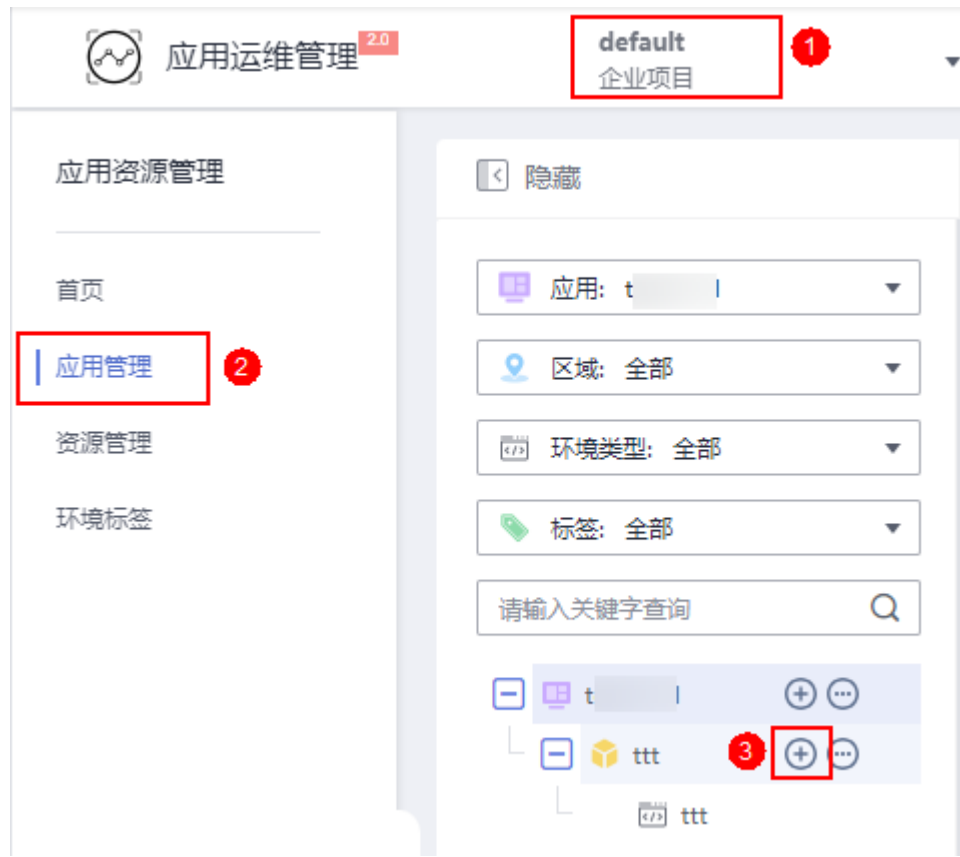 应用运维管理 2.0
default
企业项目
1
应用资源管理
隐藏
首页
应用: t l
应用管理
2
区域: 全部
资源管理
环境类型: 全部
环境标签
标签: 全部
请输入关键字查询
t l
ttt
3
ttt